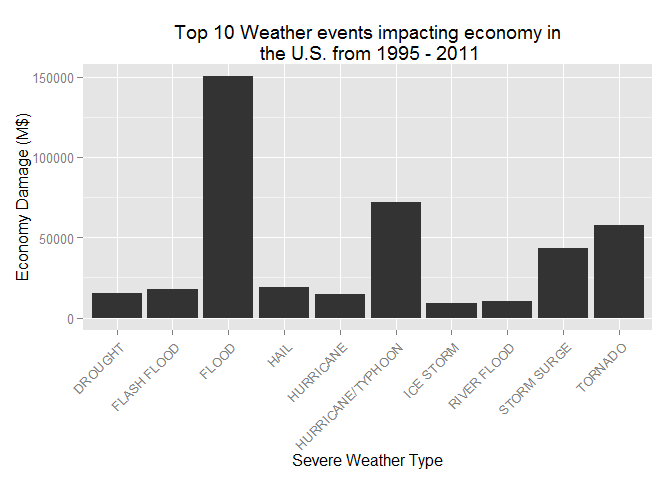 Top 10 Weather events impacting economy in
the U.S. from 1995 - 2011
Economy Damage (M$)
150000
100000
50000
0
DROUGHT
FLASH FLOOD
FLOOD
HAIL
HURRICANE
HURRICANE/TYPHOON
ICE STORM
RIVER FLOOD
STORM SURGE
TORNADO
Severe Weather Type